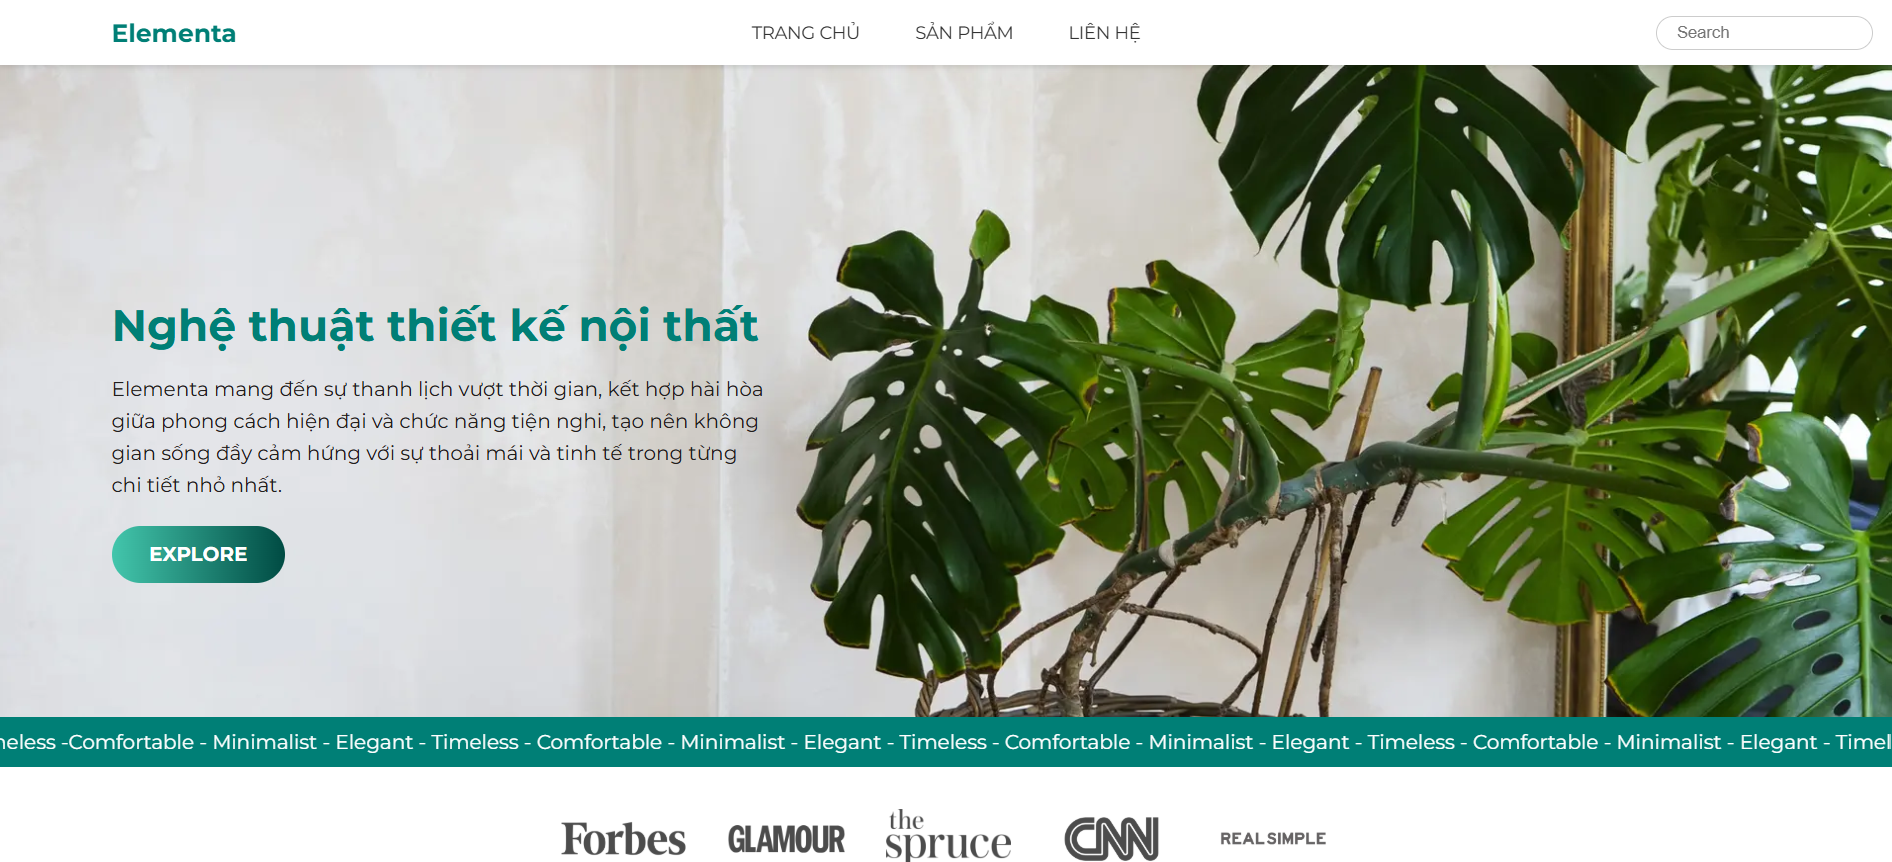 Elementa
TRANG CHỦ
SẢN PHẨM
LIÊN HỆ
Search
Nghệ thuật thiết kế nội thất
Elementa mang đến sự thanh lịch vượt thời gian, kết hợp hài hòa
giữa phong cách hiện đại và chức năng tiện nghi, tạo nên không
gian sống đầy cảm hứng với sự thoải mái và tinh tế trong từng
chi tiết nhỏ nhất.
EXPLORE
neless -Comfortable - Minimalist - Elegant - Timeless - Comfortable - Minimalist - Elegant - Timeless - Comfortable - Minimalist - Elegant - Timeless - Comfortable - Minimalist - Elegant - Timel
Forbes
GLAMOUR
the
spruce
CNN
REAL SIMPLE